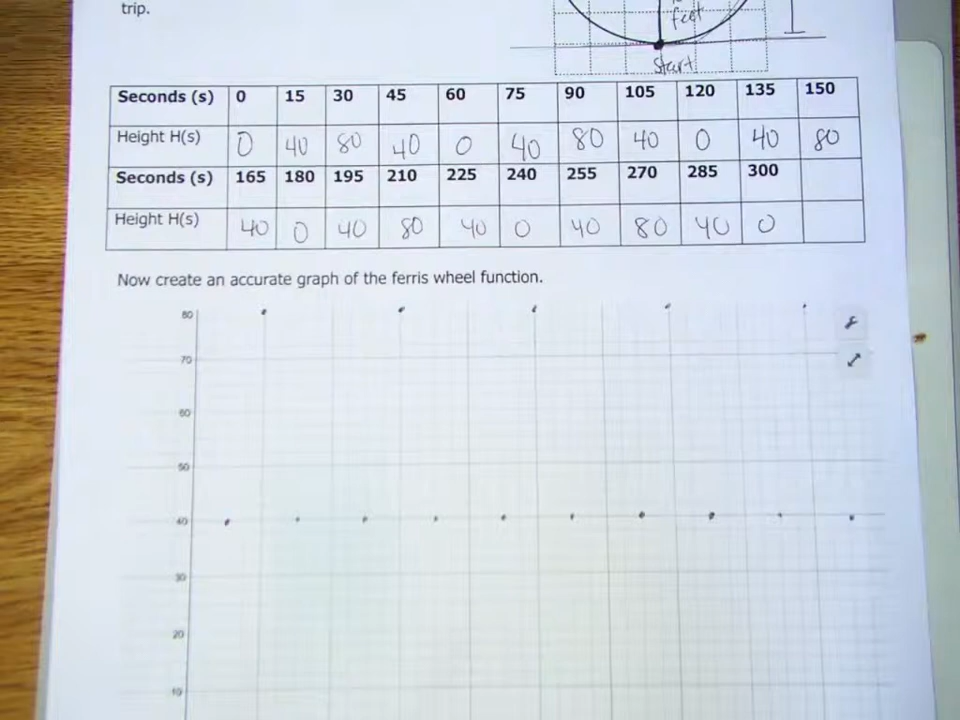 trip.
feet
start
Seconds (s) 0 15 30 45 60 75 90 105 120 135 150
Height H(s) 0 40 80 40 0 40 80 40 0 40 80
Seconds (s) 165 180 195 210 225 240 255 270 285 300
Height H(s) 40 0 40 80 40 0 40 80 40 0
Now create an accurate graph of the ferris wheel function.
80
70
60
50
40
30
20
10